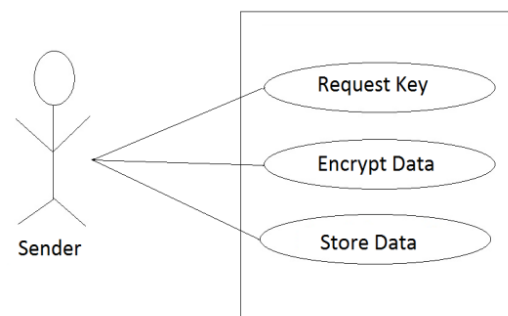 Request Key
Encrypt Data
Store Data
Sender